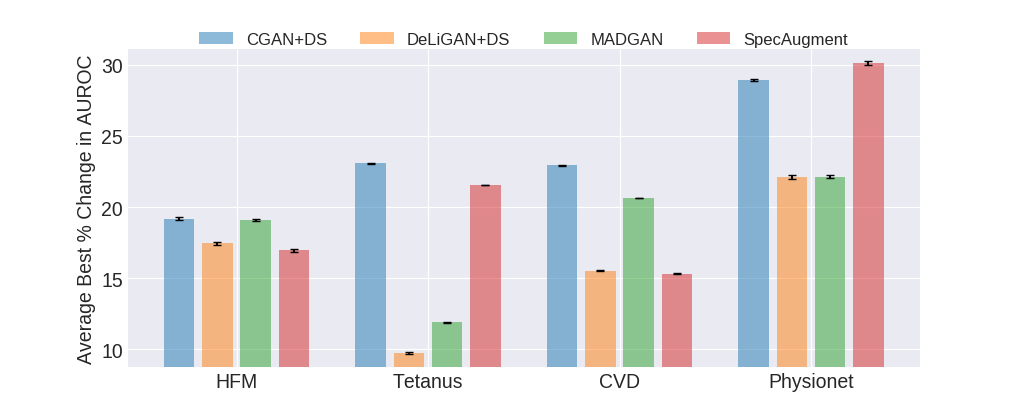 CGAN+DS DeLiGAN+DS MADGAN SpecAugment
Average Best % Change in AUROC
30
25
20
15
10
HFM Tetanus CVD Physionet